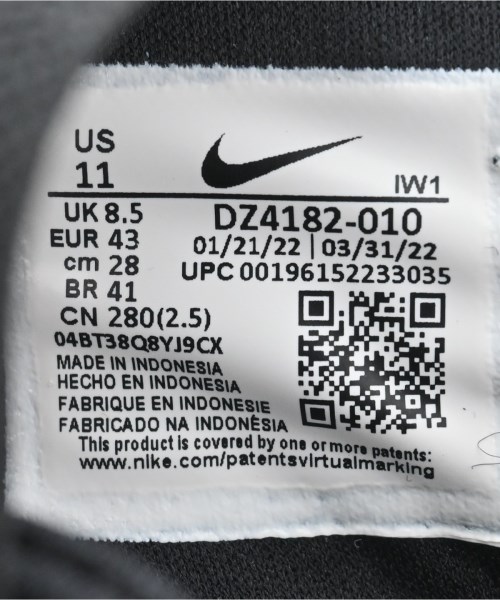 US
11
IW1
UK 8.5
EUR 43
cm 28
BR 41
CN 280(2.5)
DZ4182-010
01/21/22 | 03/31/22
UPC 00196152233035
04BT38Q8YJ9CX
MADE IN INDONESIA
HECHO EN INDONESIA
FABRIQUE EN INDONESIE
FABRICADO NA INDONÉSIA
This product is covered by one or more patents:
www.nike.com/patentsvirtualmarking